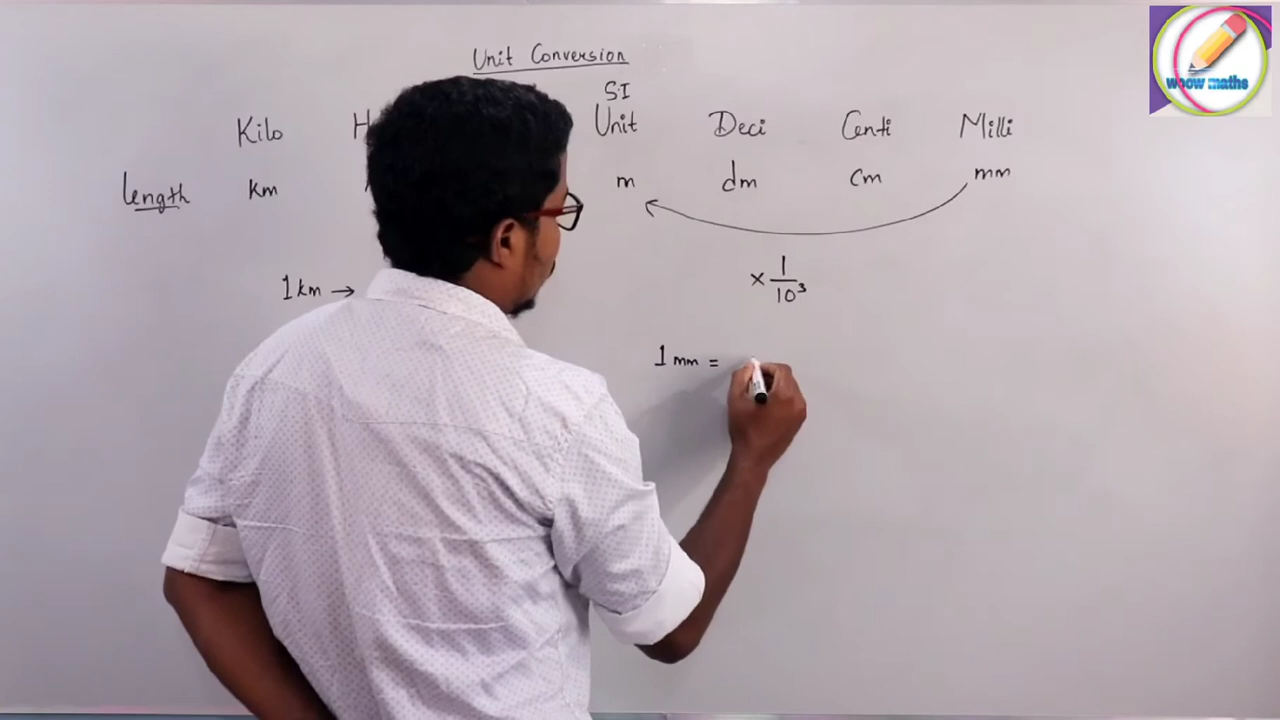 Unit Conversion
SI
Kilo H Unit Deci Centi Milli
length km m dm cm mm
1 km →
× 1/10³
1 mm =
woow maths